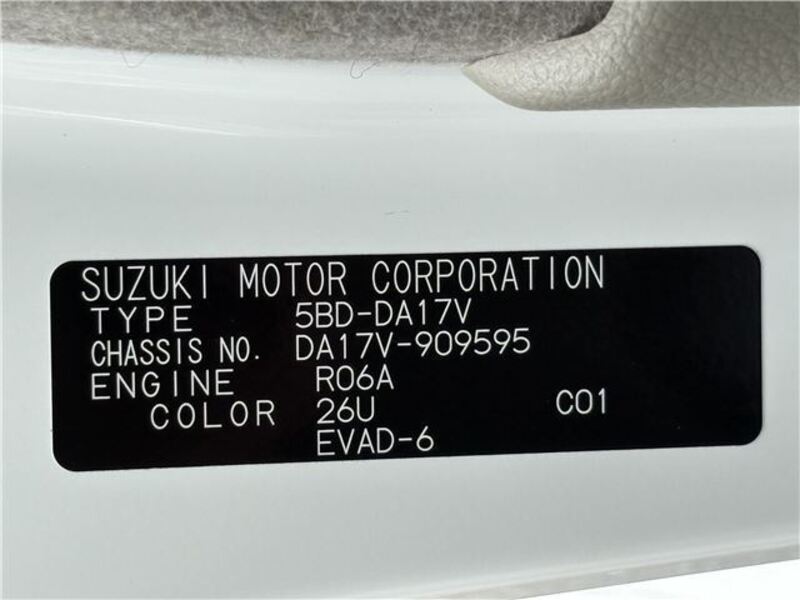 SUZUKI MOTOR CORPORATION
TYPE 5BD-DA17V
CHASSIS NO. DA17V-909595
ENGINE R06A
COLOR 26U C01
EVAD-6